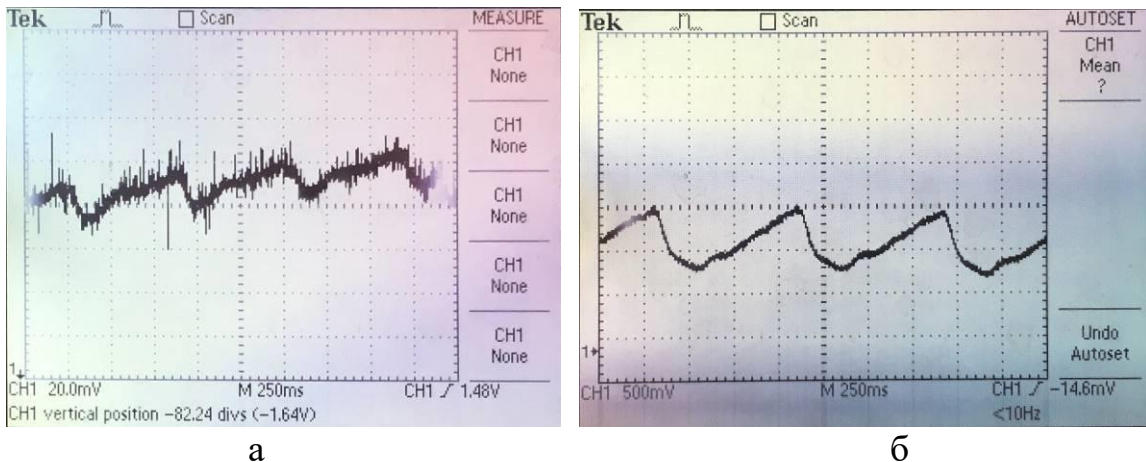 Tek
Scan
MEASURE
CH1
None
CH1
None
CH1
None
CH1
None
CH1
None
1
CH1 20.0mV
M 250ms
CH1 ∫ 1.48V
CH1 vertical position -82.24 divs (-1.64V)
а
Tek
Scan
AUTOSET
CH1
Mean
?
Undo
Autoset
1
CH1 500mV
M 250ms
CH1 ∫ -14.6mV
<10Hz
б